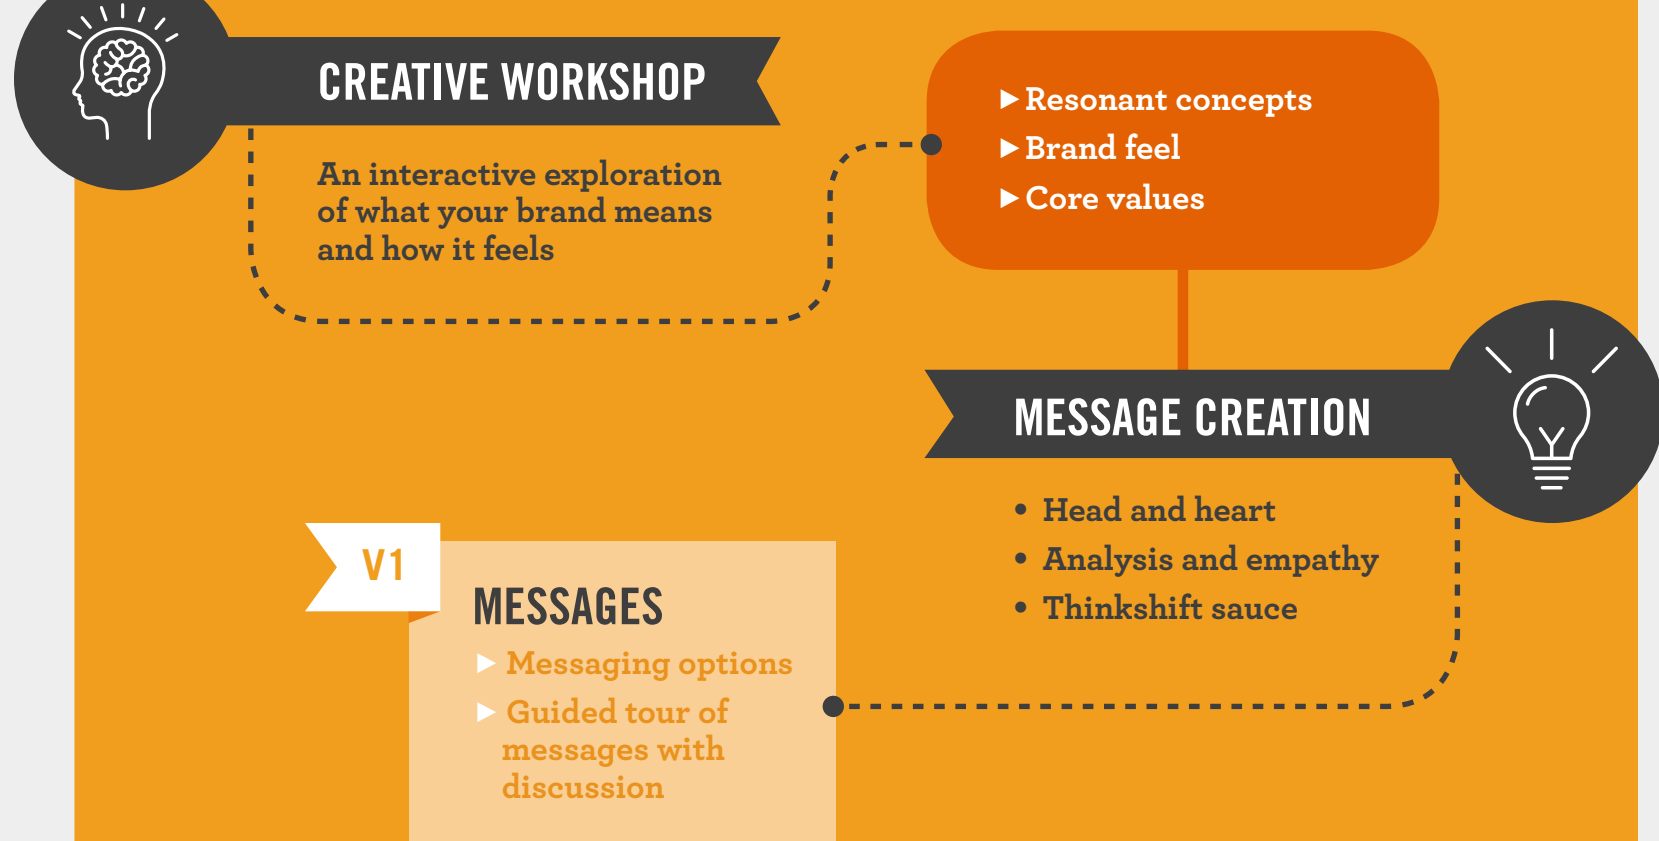 CREATIVE WORKSHOP
An interactive exploration
of what your brand means
and how it feels
▶ Resonant concepts
▶ Brand feel
▶ Core values
MESSAGE CREATION
• Head and heart
• Analysis and empathy
• Thinkshift sauce
V1
MESSAGES
▶ Messaging options
▶ Guided tour of
messages with
discussion